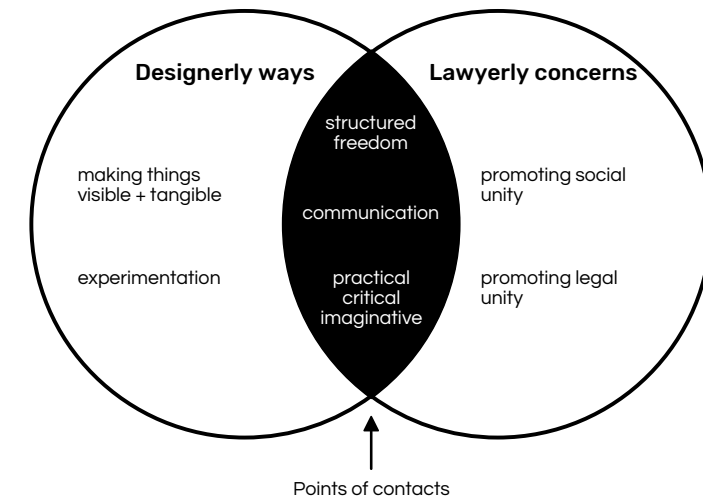 Designerly ways
Lawyerly concerns
structured
freedom
making things
visible + tangible
promoting social
unity
communication
experimentation
practical
critical
imaginative
promoting legal
unity
Points of contacts